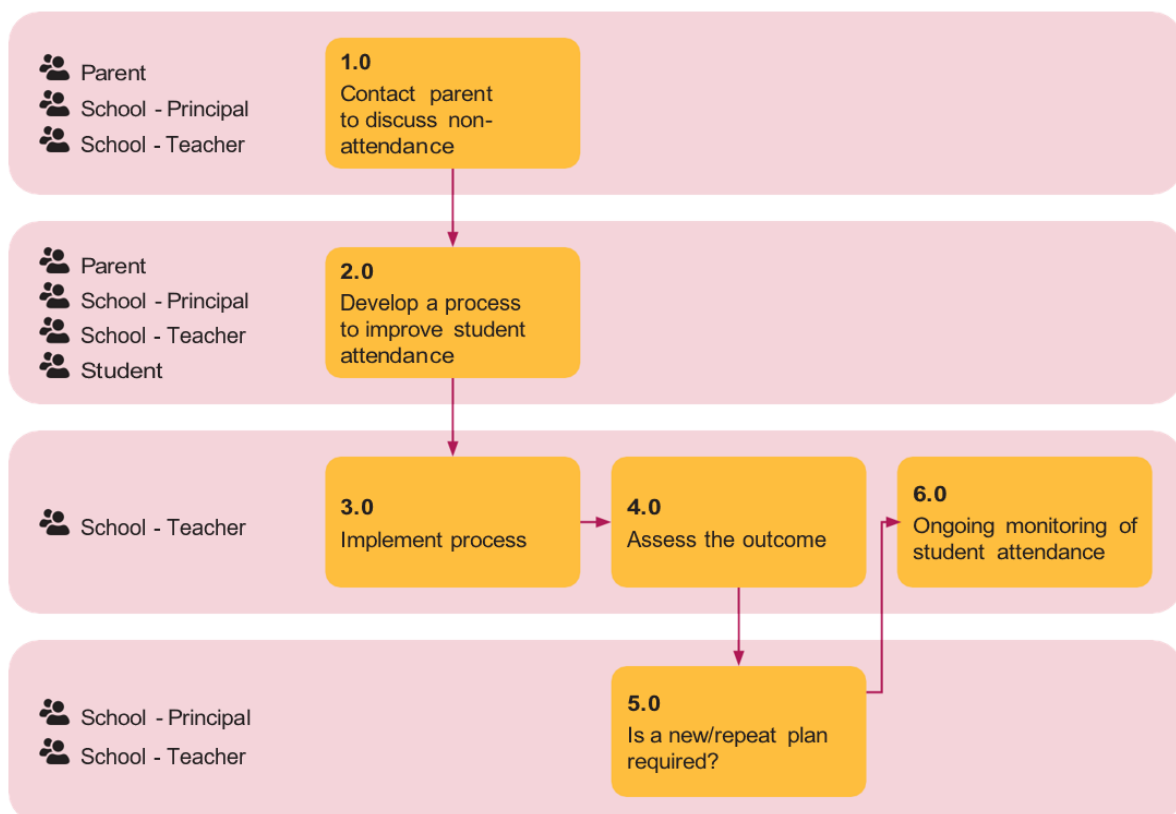 Parent
School - Principal
School - Teacher
1.0
Contact parent
to discuss non-
attendance
Parent
School - Principal
School - Teacher
Student
2.0
Develop a process
to improve student
attendance
School - Teacher
3.0
Implement process
4.0
Assess the outcome
6.0
Ongoing monitoring of
student attendance
School - Principal
School - Teacher
5.0
Is a new/repeat plan
required?